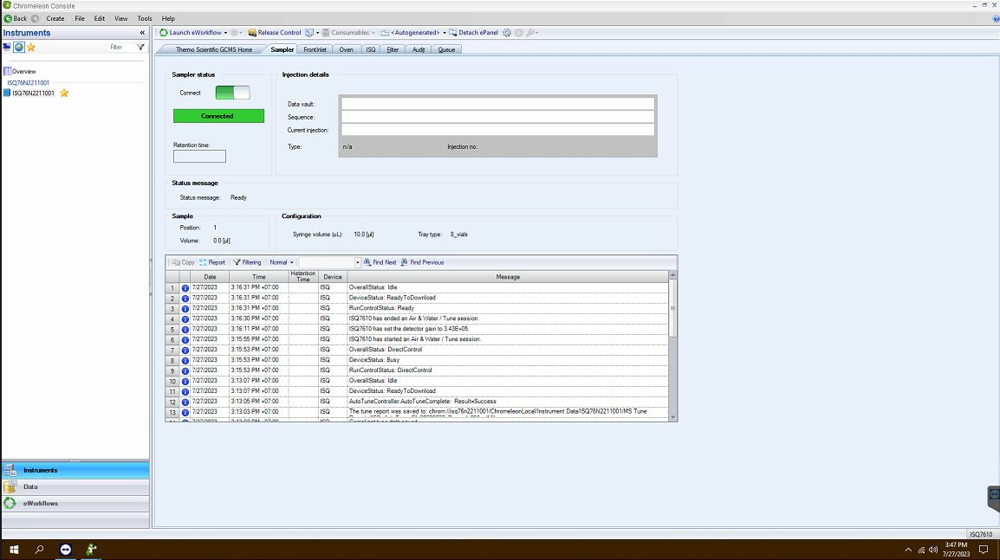 Chromeleon Console
Back Create File Edit View Tools Help
Instruments «
Filter
Overview
ISQ76N2211001
ISQ76N2211001
Launch eWorkflow Release Control Consumables <Autogenerated> Detach ePanel
Thermo Scientific GCMS Home Sampler FrontInlet Oven ISQ Filter Audit Queue
Sampler status
Connect
Connected
Retention time:
Injection details
Data vault:
Sequence:
Current injection:
Type: n/a Injection no:
Status message
Status message: Ready
Sample
Position: 1
Volume: 0.0 [µl]
Configuration
Syringe volume (uL): 10.0 [µl] Tray type: 8_vials
Copy Report Filtering Normal Find Next Find Previous
Date Time Retention Time Device Message
1 7/27/2023 3:16:31 PM +07:00 ISQ OverallStatus: Idle
2 7/27/2023 3:16:31 PM +07:00 ISQ DeviceStatus: ReadyToDownload
3 7/27/2023 3:16:31 PM +07:00 ISQ RunControlStatus: Ready
4 7/27/2023 3:16:30 PM +07:00 ISQ ISQ7610 has ended an Air & Water / Tune session.
5 7/27/2023 3:16:11 PM +07:00 ISQ ISQ7610 has set the detector gain to 3.43E+05.
6 7/27/2023 3:15:55 PM +07:00 ISQ ISQ7610 has started an Air & Water / Tune session.
7 7/27/2023 3:15:53 PM +07:00 ISQ OverallStatus: DirectControl
8 7/27/2023 3:15:53 PM +07:00 ISQ DeviceStatus: Busy
9 7/27/2023 3:15:53 PM +07:00 ISQ RunControlStatus: DirectControl
10 7/27/2023 3:13:07 PM +07:00 ISQ OverallStatus: Idle
11 7/27/2023 3:13:07 PM +07:00 ISQ DeviceStatus: ReadyToDownload
12 7/27/2023 3:13:05 PM +07:00 ISQ AutoTuneController.AutoTuneComplete: Result=Success
13 7/27/2023 3:13:03 PM +07:00 ISQ The tune report was saved to: chrom://isq76n2211001/ChromeleonLocal/Instrument Data/ISQ76N2211001/MS Tune
Instruments
Data
eWorkflows
ISQ7610
3:47 PM
7/27/2023